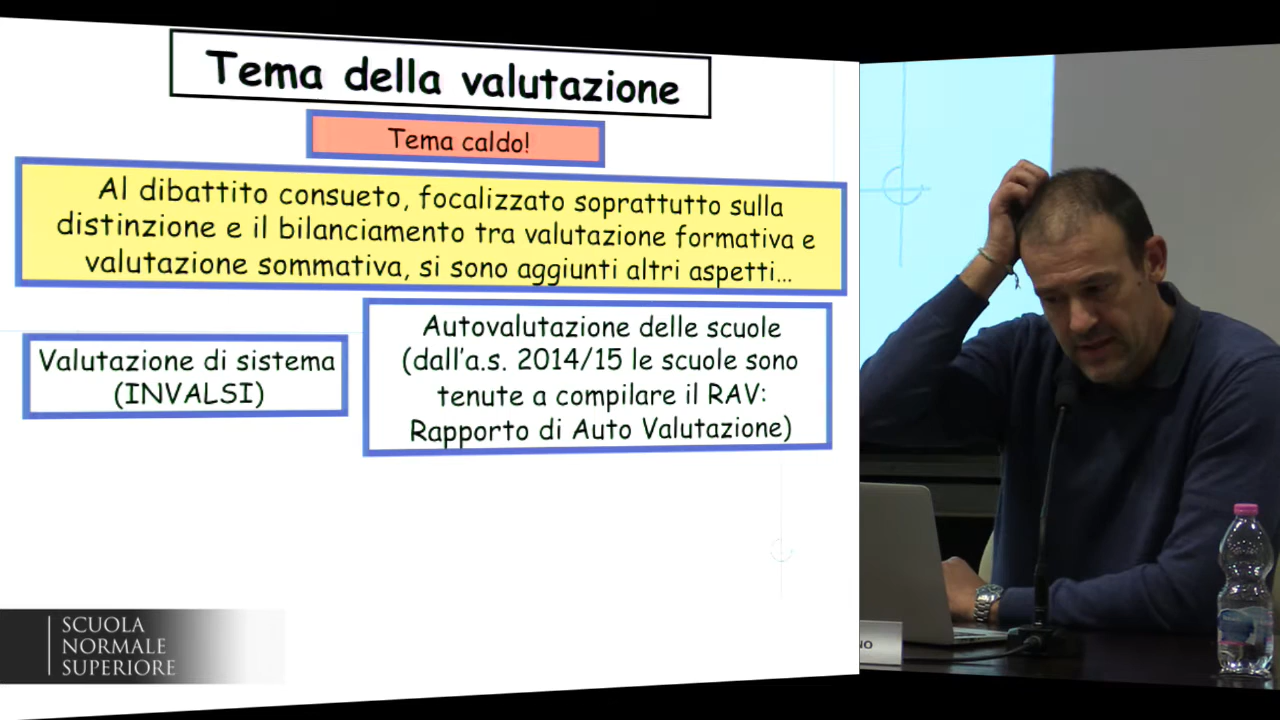 Tema della valutazione
Tema caldo!
Al dibattito consueto, focalizzato soprattutto sulla
distinzione e il bilanciamento tra valutazione formativa e
valutazione sommativa, si sono aggiunti altri aspetti...
Valutazione di sistema
(INVALSI)
Autovalutazione delle scuole
(dall'a.s. 2014/15 le scuole sono
tenute a compilare il RAV:
Rapporto di Auto Valutazione)
SCUOLA
NORMALE
SUPERIORE